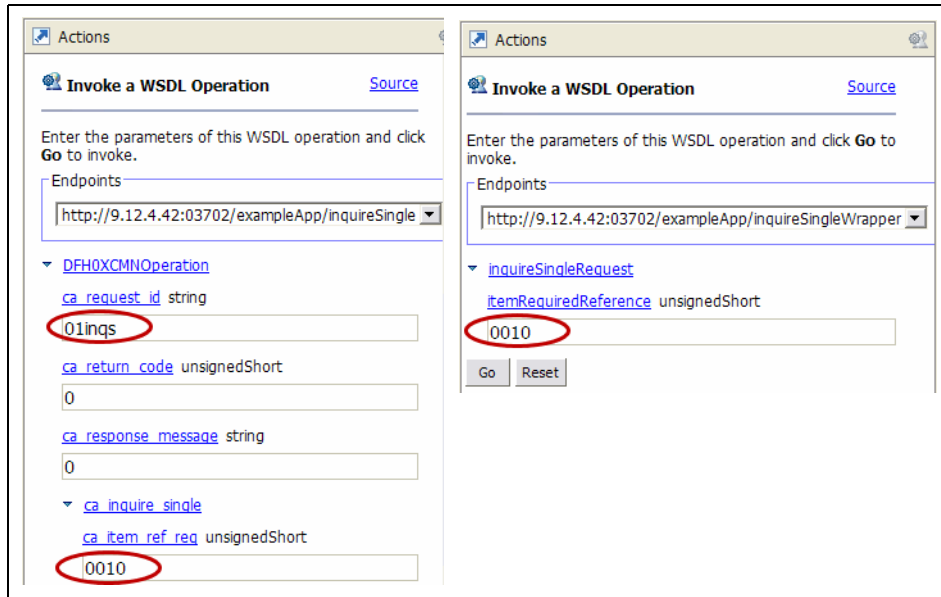 Actions
Invoke a WSDL Operation Source
Enter the parameters of this WSDL operation and click
Go to invoke.
Endpoints
http://9.12.4.42:03702/exampleApp/inquireSingle
DFH0XCMNOperation
ca_request_id string
01inqs
ca_return_code unsignedShort
0
ca_response_message string
0
ca_inquire_single
ca_item_ref_req unsignedShort
0010
Actions
Invoke a WSDL Operation Source
Enter the parameters of this WSDL operation and click Go to
invoke.
Endpoints
http://9.12.4.42:03702/exampleApp/inquireSingleWrapper
inquireSingleRequest
itemRequiredReference unsignedShort
0010
Go Reset